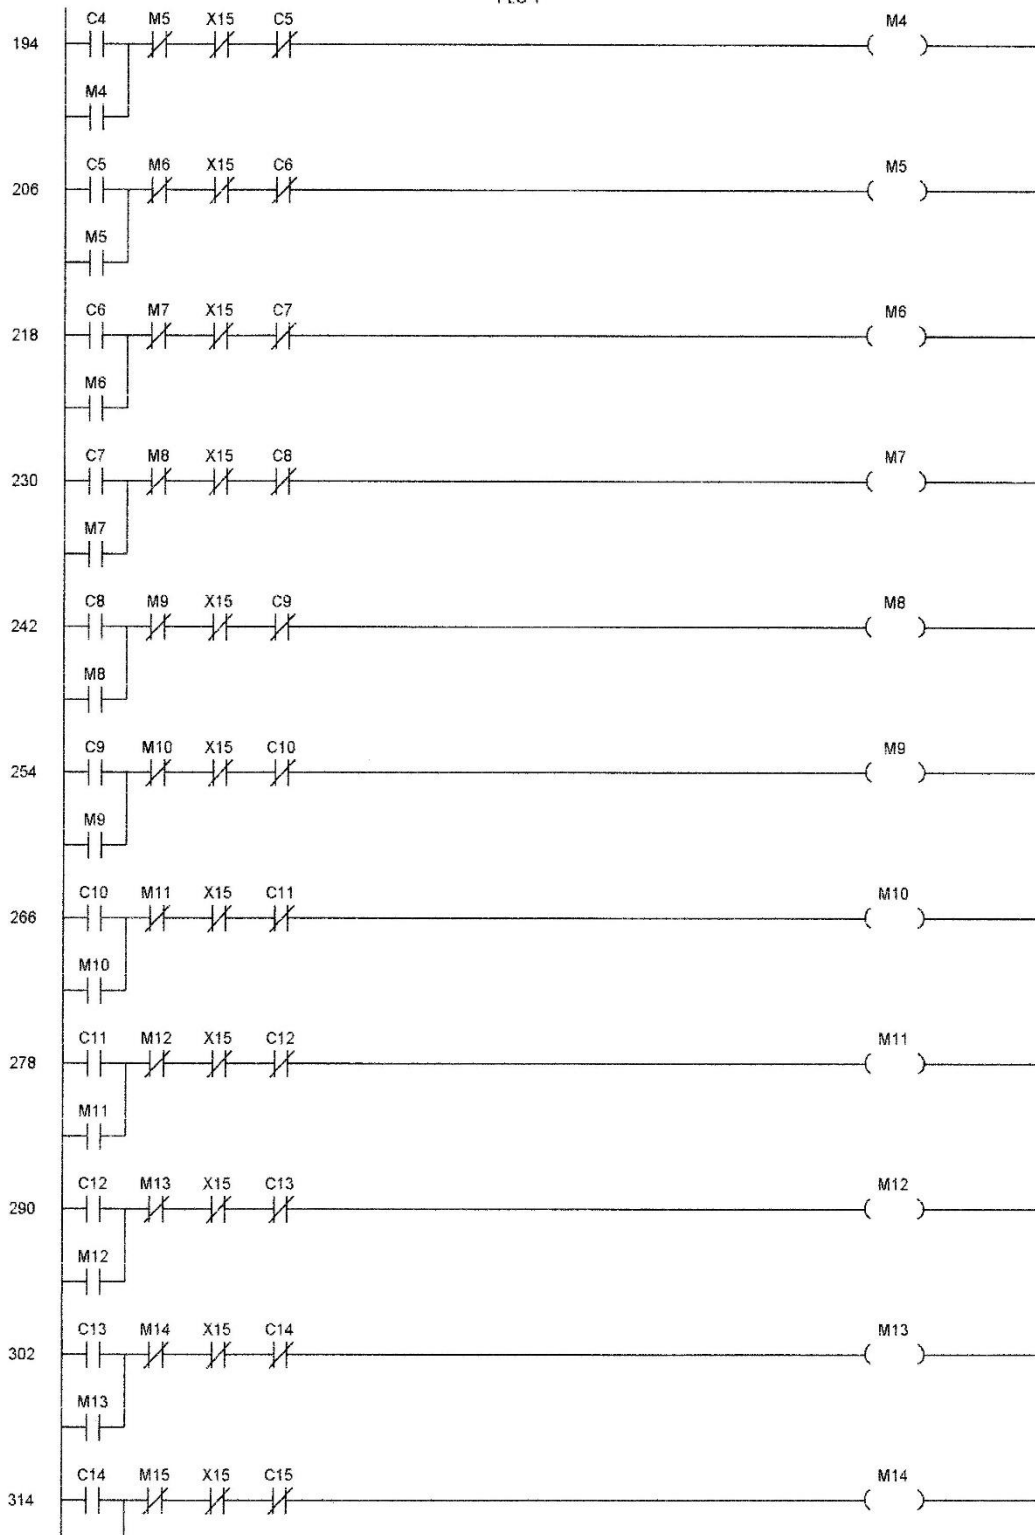 C4 M5 X15 C5 M4
194
M4
C5 M6 X15 C6 M5
206
M5
C6 M7 X15 C7 M6
218
M6
C7 M8 X15 C8 M7
230
M7
C8 M9 X15 C9 M8
242
M8
C9 M10 X15 C10 M9
254
M9
C10 M11 X15 C11 M10
266
M10
C11 M12 X15 C12 M11
278
M11
C12 M13 X15 C13 M12
290
M12
C13 M14 X15 C14 M13
302
M13
C14 M15 X15 C15 M14
314